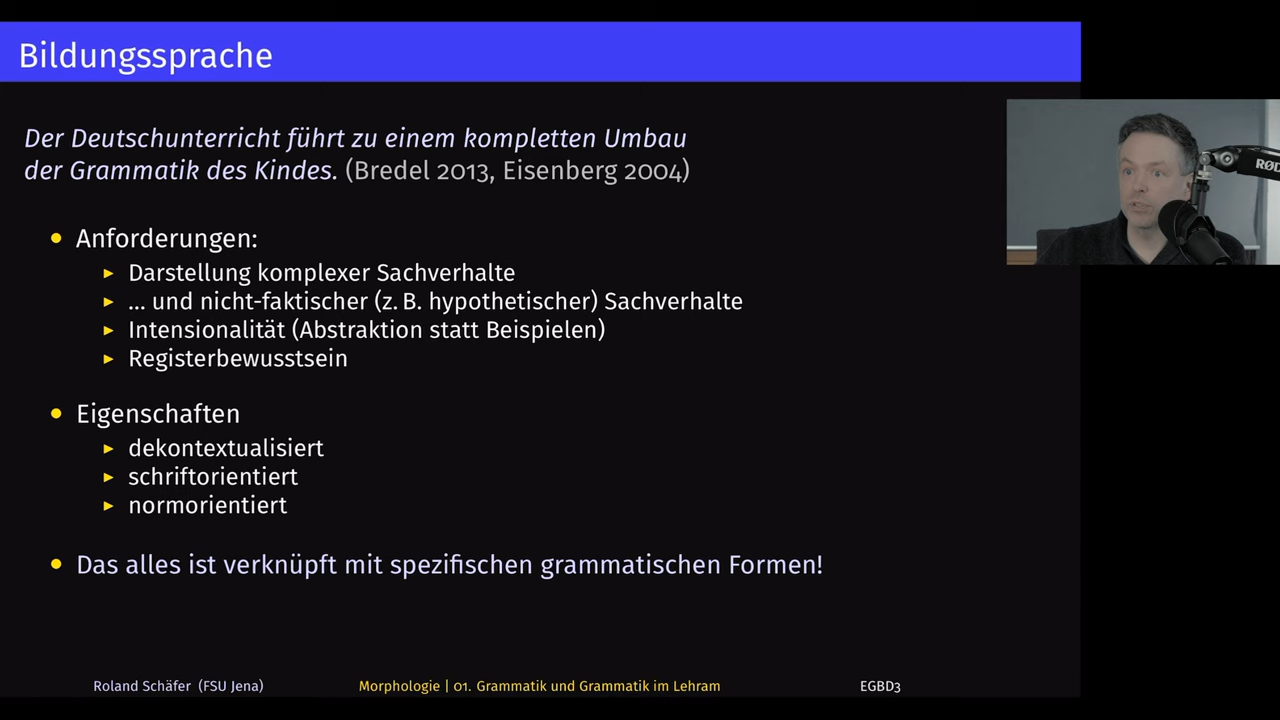 Bildungssprache
Der Deutschunterricht führt zu einem kompletten Umbau
der Grammatik des Kindes. (Bredel 2013, Eisenberg 2004)
• Anforderungen:
▶ Darstellung komplexer Sachverhalte
▶ … und nicht-faktischer (z. B. hypothetischer) Sachverhalte
▶ Intensionalität (Abstraktion statt Beispielen)
▶ Registerbewusstsein
• Eigenschaften
▶ dekontextualisiert
▶ schriftorientiert
▶ normorientiert
• Das alles ist verknüpft mit spezifischen grammatischen Formen!
Roland Schäfer (FSU Jena) Morphologie | 01. Grammatik und Grammatik im Lehram EGBD3
RØD